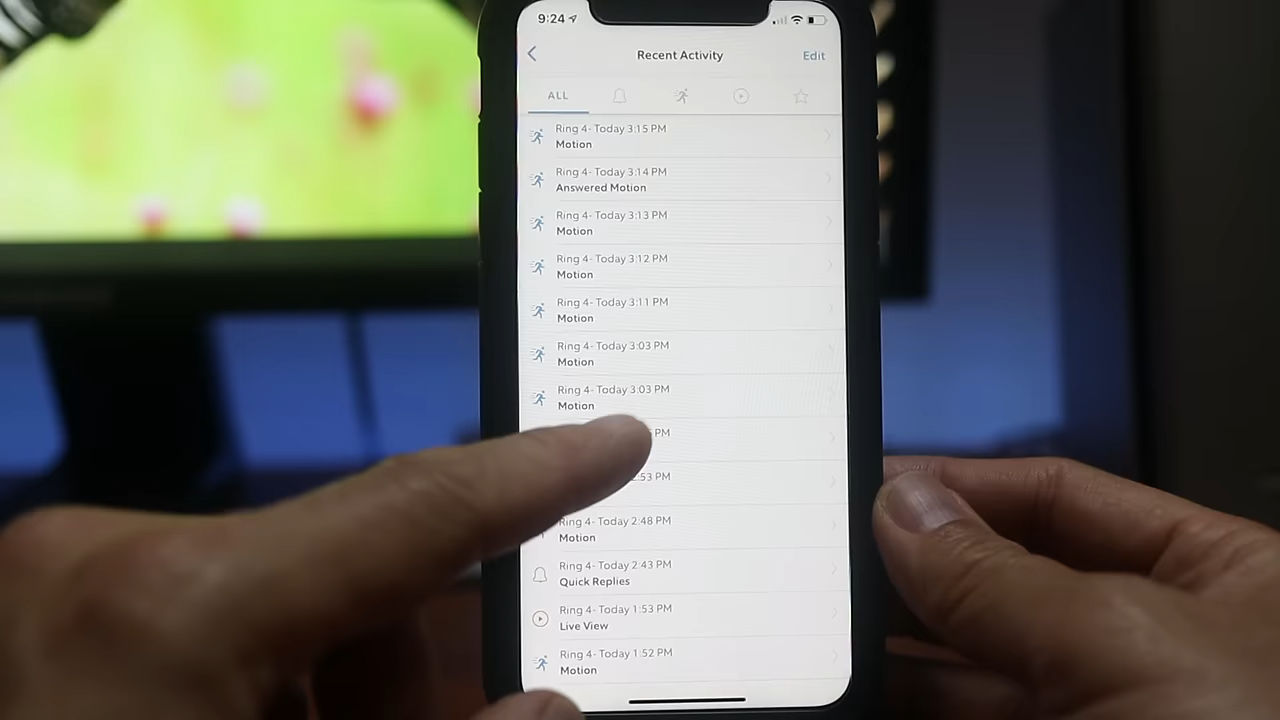 9:24
Recent Activity
Edit
ALL
Ring 4- Today 3:15 PM
Motion
Ring 4- Today 3:14 PM
Answered Motion
Ring 4- Today 3:13 PM
Motion
Ring 4- Today 3:12 PM
Motion
Ring 4- Today 3:11 PM
Motion
Ring 4- Today 3:03 PM
Motion
Ring 4- Today 3:03 PM
Motion
PM
:53 PM
Ring 4- Today 2:48 PM
Motion
Ring 4- Today 2:43 PM
Quick Replies
Ring 4- Today 1:53 PM
Live View
Ring 4- Today 1:52 PM
Motion